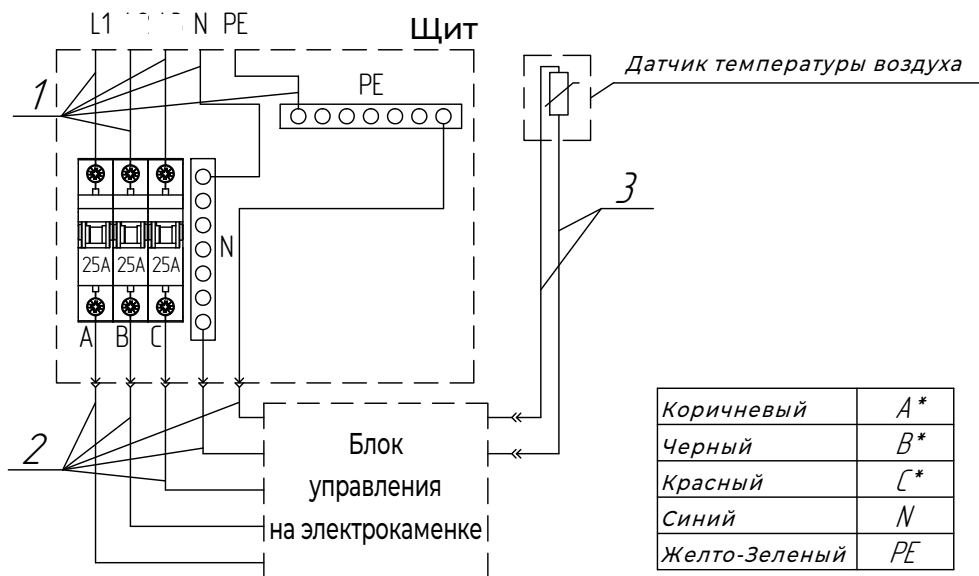 L1 N PE
Щит
Датчик температуры воздуха
1
PE
3
N
25A 25A 25A
A B C
2
Блок
управления
на электрокаменке
Коричневый A*
Черный B*
Красный C*
Синий N
Желто-Зеленый PE